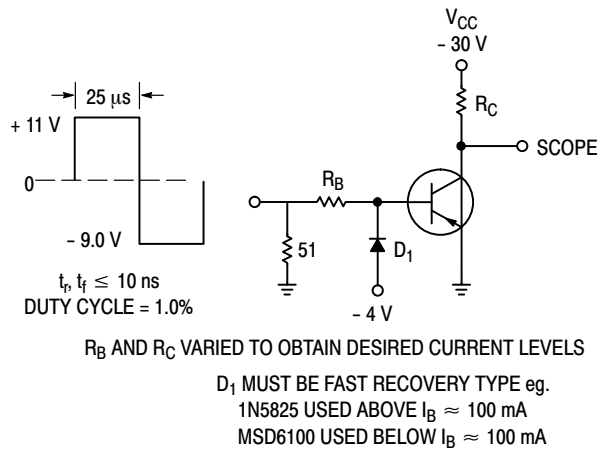 V_CC
– 30 V
R_C
25 μs
+ 11 V
SCOPE
R_B
0
51
D_1
– 9.0 V
t_r, t_f ≤ 10 ns
DUTY CYCLE = 1.0%
– 4 V
R_B AND R_C VARIED TO OBTAIN DESIRED CURRENT LEVELS
D_1 MUST BE FAST RECOVERY TYPE eg.
1N5825 USED ABOVE I_B ≈ 100 mA
MSD6100 USED BELOW I_B ≈ 100 mA